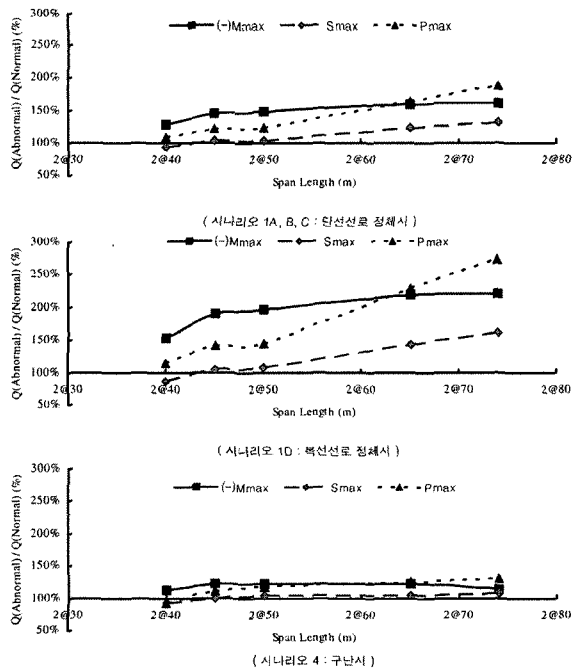 300%
250%
200%
150%
100%
50%
Q(Abnormal) / Q(Normal) (%)
(-)Mmax Smax Pmax
2@30 2@40 2@50 2@60 2@70 2@80
Span Length (m)
( 시나리오 1A, B, C : 단선선로 정체시 )
300%
250%
200%
150%
100%
50%
Q(Abnormal) / Q(Normal) (%)
(-)Mmax Smax Pmax
2@30 2@40 2@50 2@60 2@70 2@80
Span Length (m)
( 시나리오 1D : 복선선로 정체시 )
300%
250%
200%
150%
100%
50%
Q(Abnormal) / Q(Normal) (%)
(-)Mmax Smax Pmax
2@30 2@40 2@50 2@60 2@70 2@80
Span Length (m)
( 시나리오 4 : 구난시 )